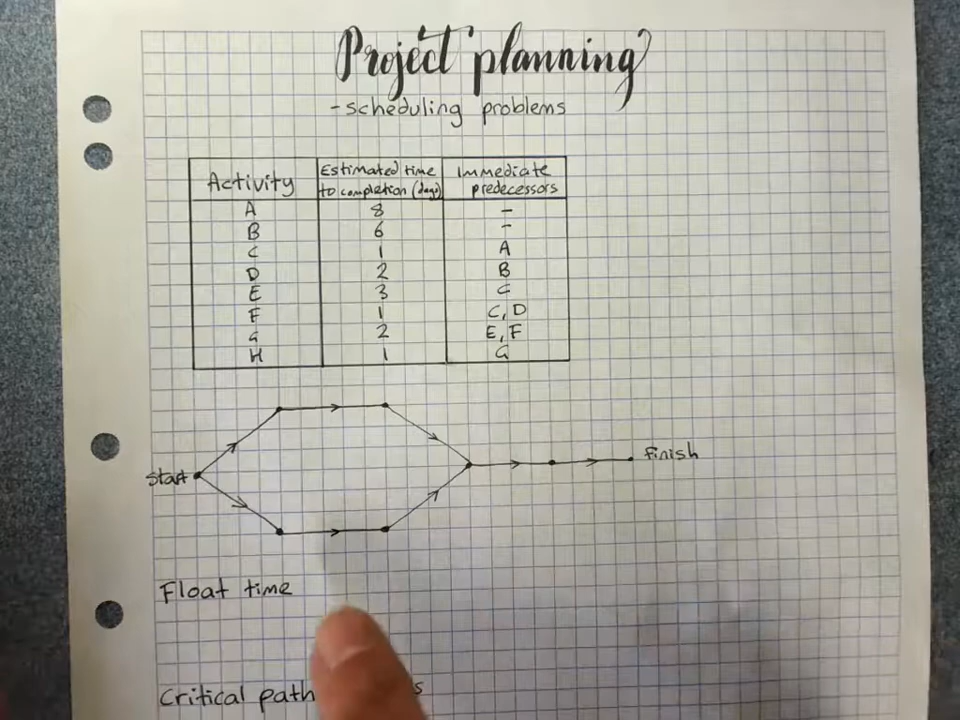 Project planning
- scheduling problems
Activity Estimated time to completion (days) Immediate predecessors
A 8 -
B 6 -
C 1 A
D 2 B
E 3 C
F 1 C, D
G 2 E, F
H 1 G
Start
Finish
Float time
Critical path